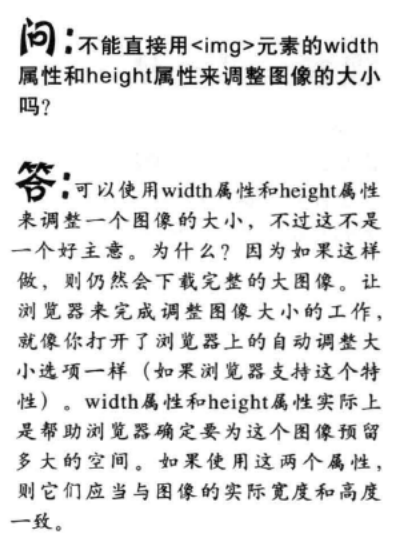 问：不能直接用<img>元素的width
属性和height属性来调整图像的大小
吗？
答：可以使用width属性和height属性
来调整一个图像的大小，不过这不是
一个好主意。为什么？因为如果这样
做，则仍然会下载完整的大图像。让
浏览器来完成调整图像大小的工作，
就像你打开了浏览器上的自动调整大
小选项一样（如果浏览器支持这个特
性）。width属性和height属性实际上
是帮助浏览器确定要为这个图像预留
多大的空间。如果使用这两个属性，
则它们应当与图像的实际宽度和高度
一致。